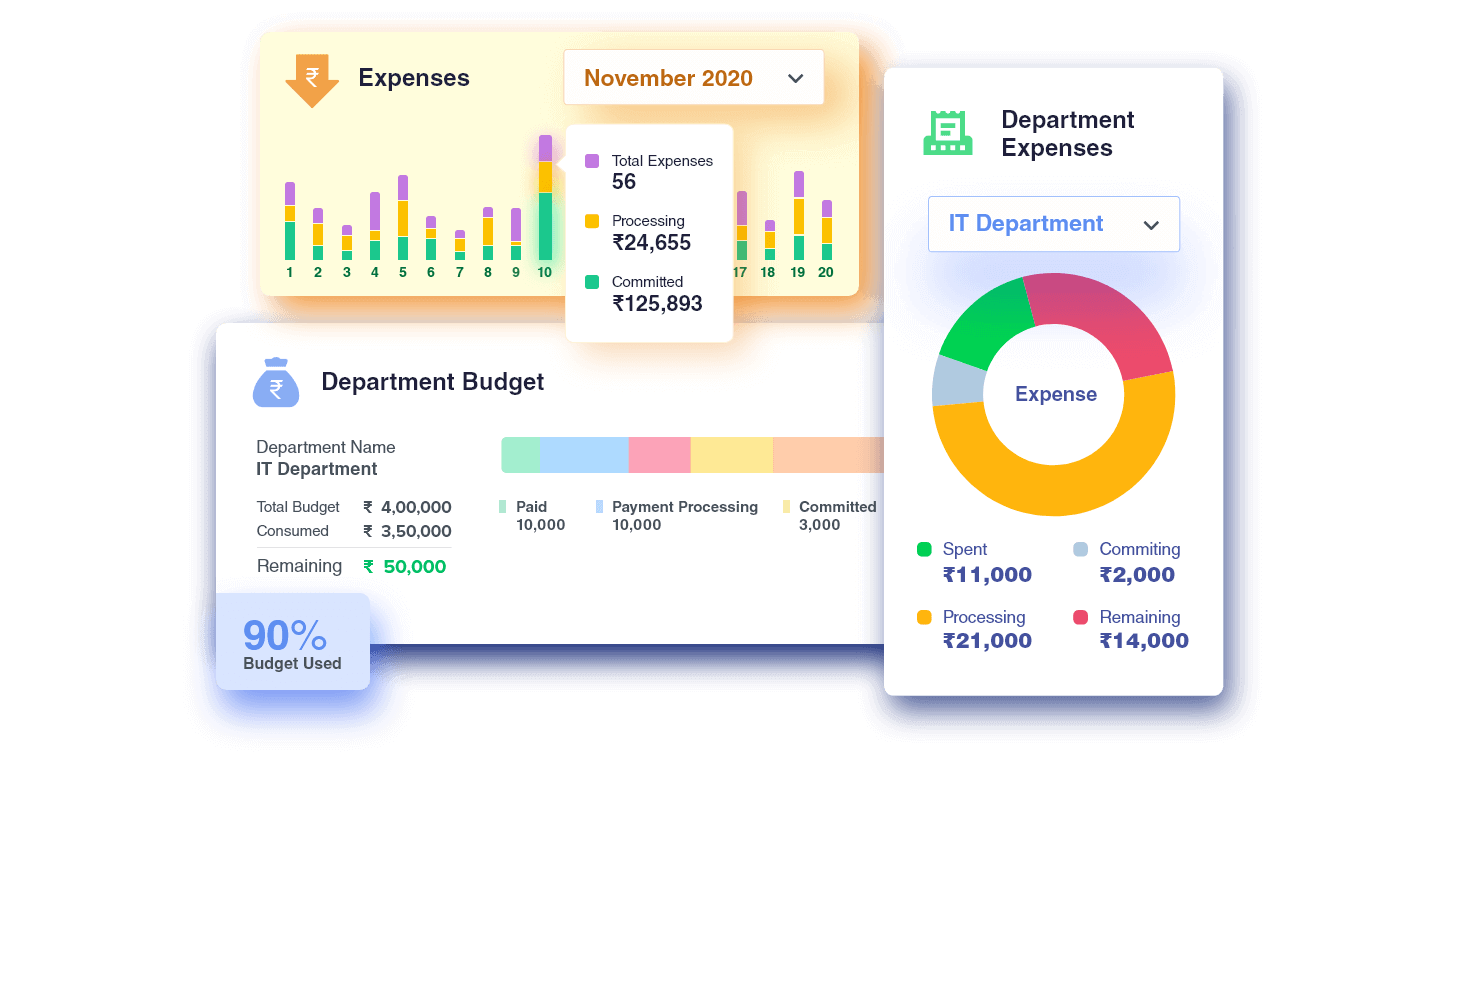 Expenses
November 2020
Total Expenses
56
Processing
₹24,655
Committed
₹125,893
1 2 3 4 5 6 7 8 9 10 17 18 19 20
Department Budget
Department Name
IT Department
Total Budget ₹ 4,00,000
Consumed ₹ 3,50,000
Remaining ₹ 50,000
Paid
10,000
Payment Processing
10,000
Committed
3,000
90%
Budget Used
Department
Expenses
IT Department
Expense
Spent
₹11,000
Commiting
₹2,000
Processing
₹21,000
Remaining
₹14,000